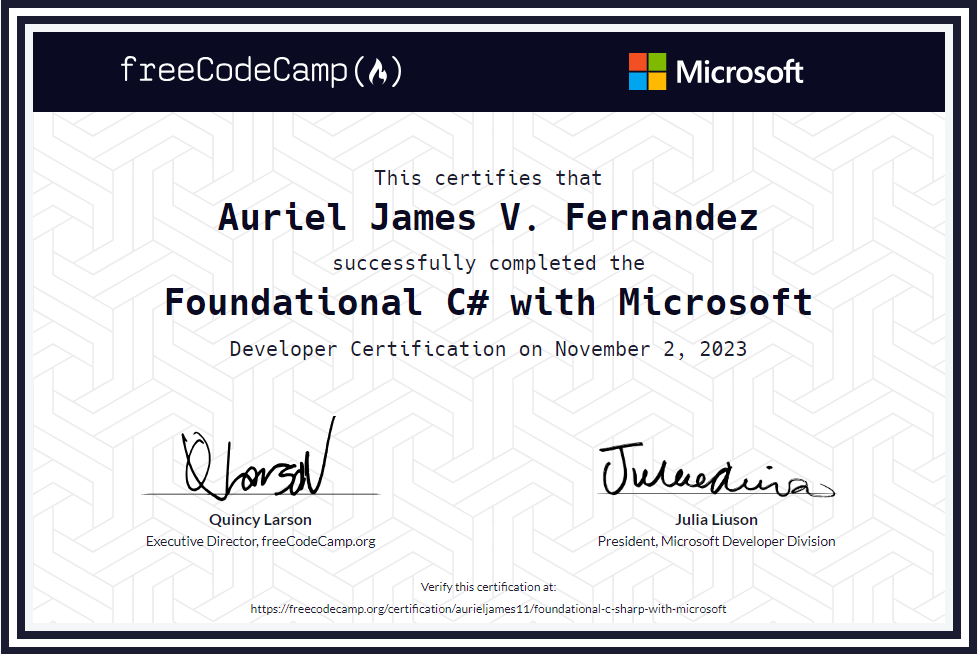 freeCodeCamp Microsoft
This certifies that
Auriel James V. Fernandez
successfully completed the
Foundational C# with Microsoft
Developer Certification on November 2, 2023
Quincy Larson Julia Liuson
Executive Director, freeCodeCamp.org President, Microsoft Developer Division
Verify this certification at:
https://freecodecamp.org/certification/aurieljames11/foundational-c-sharp-with-microsoft